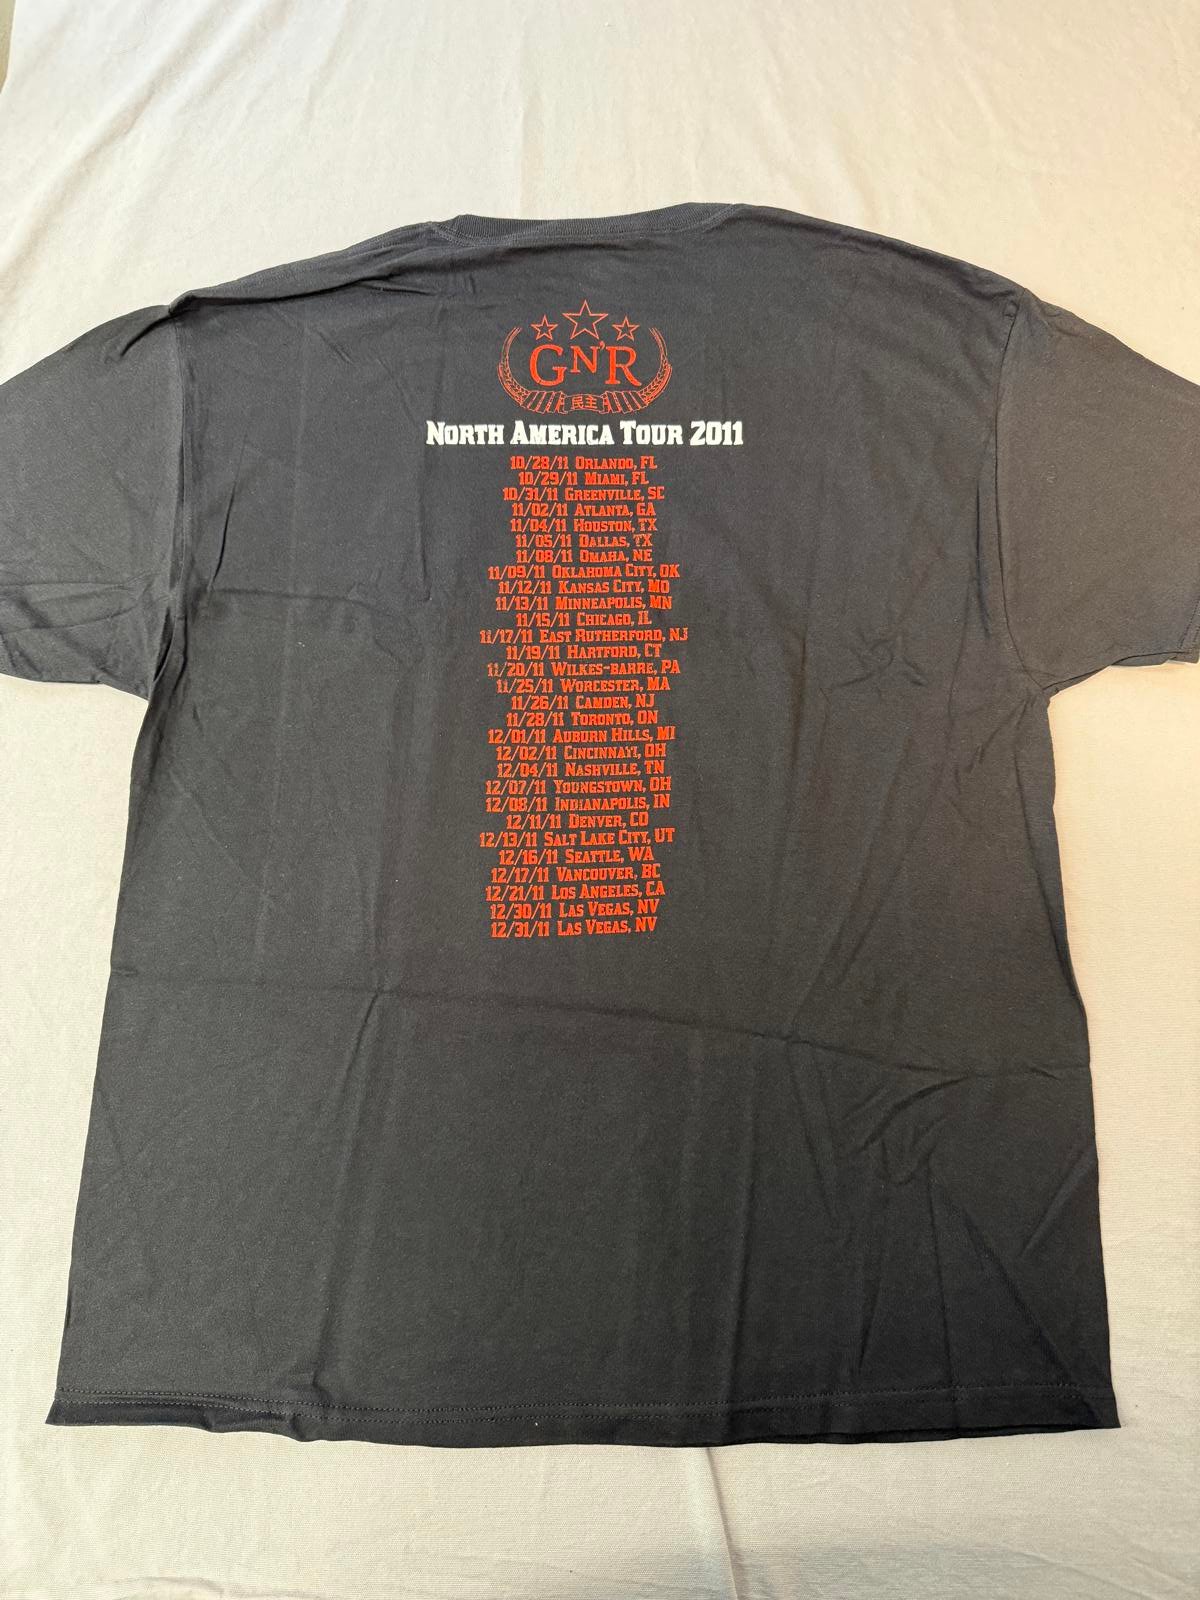 GN'R
民主
North America Tour 2011
10/28/11 Orlando, FL
10/29/11 Miami, FL
10/31/11 Greenville, SC
11/02/11 Atlanta, GA
11/04/11 Houston, TX
11/05/11 Dallas, TX
11/08/11 Omaha, NE
11/09/11 Oklahoma City, OK
11/12/11 Kansas City, MO
11/13/11 Minneapolis, MN
11/15/11 Chicago, IL
11/17/11 East Rutherford, NJ
11/19/11 Hartford, CT
11/20/11 Wilkes-Barre, PA
11/25/11 Worcester, MA
11/26/11 Camden, NJ
11/28/11 Toronto, ON
12/01/11 Auburn Hills, MI
12/02/11 Cincinnati, OH
12/04/11 Nashville, TN
12/07/11 Youngstown, OH
12/08/11 Indianapolis, IN
12/11/11 Denver, CO
12/13/11 Salt Lake City, UT
12/16/11 Seattle, WA
12/17/11 Vancouver, BC
12/21/11 Los Angeles, CA
12/30/11 Las Vegas, NV
12/31/11 Las Vegas, NV